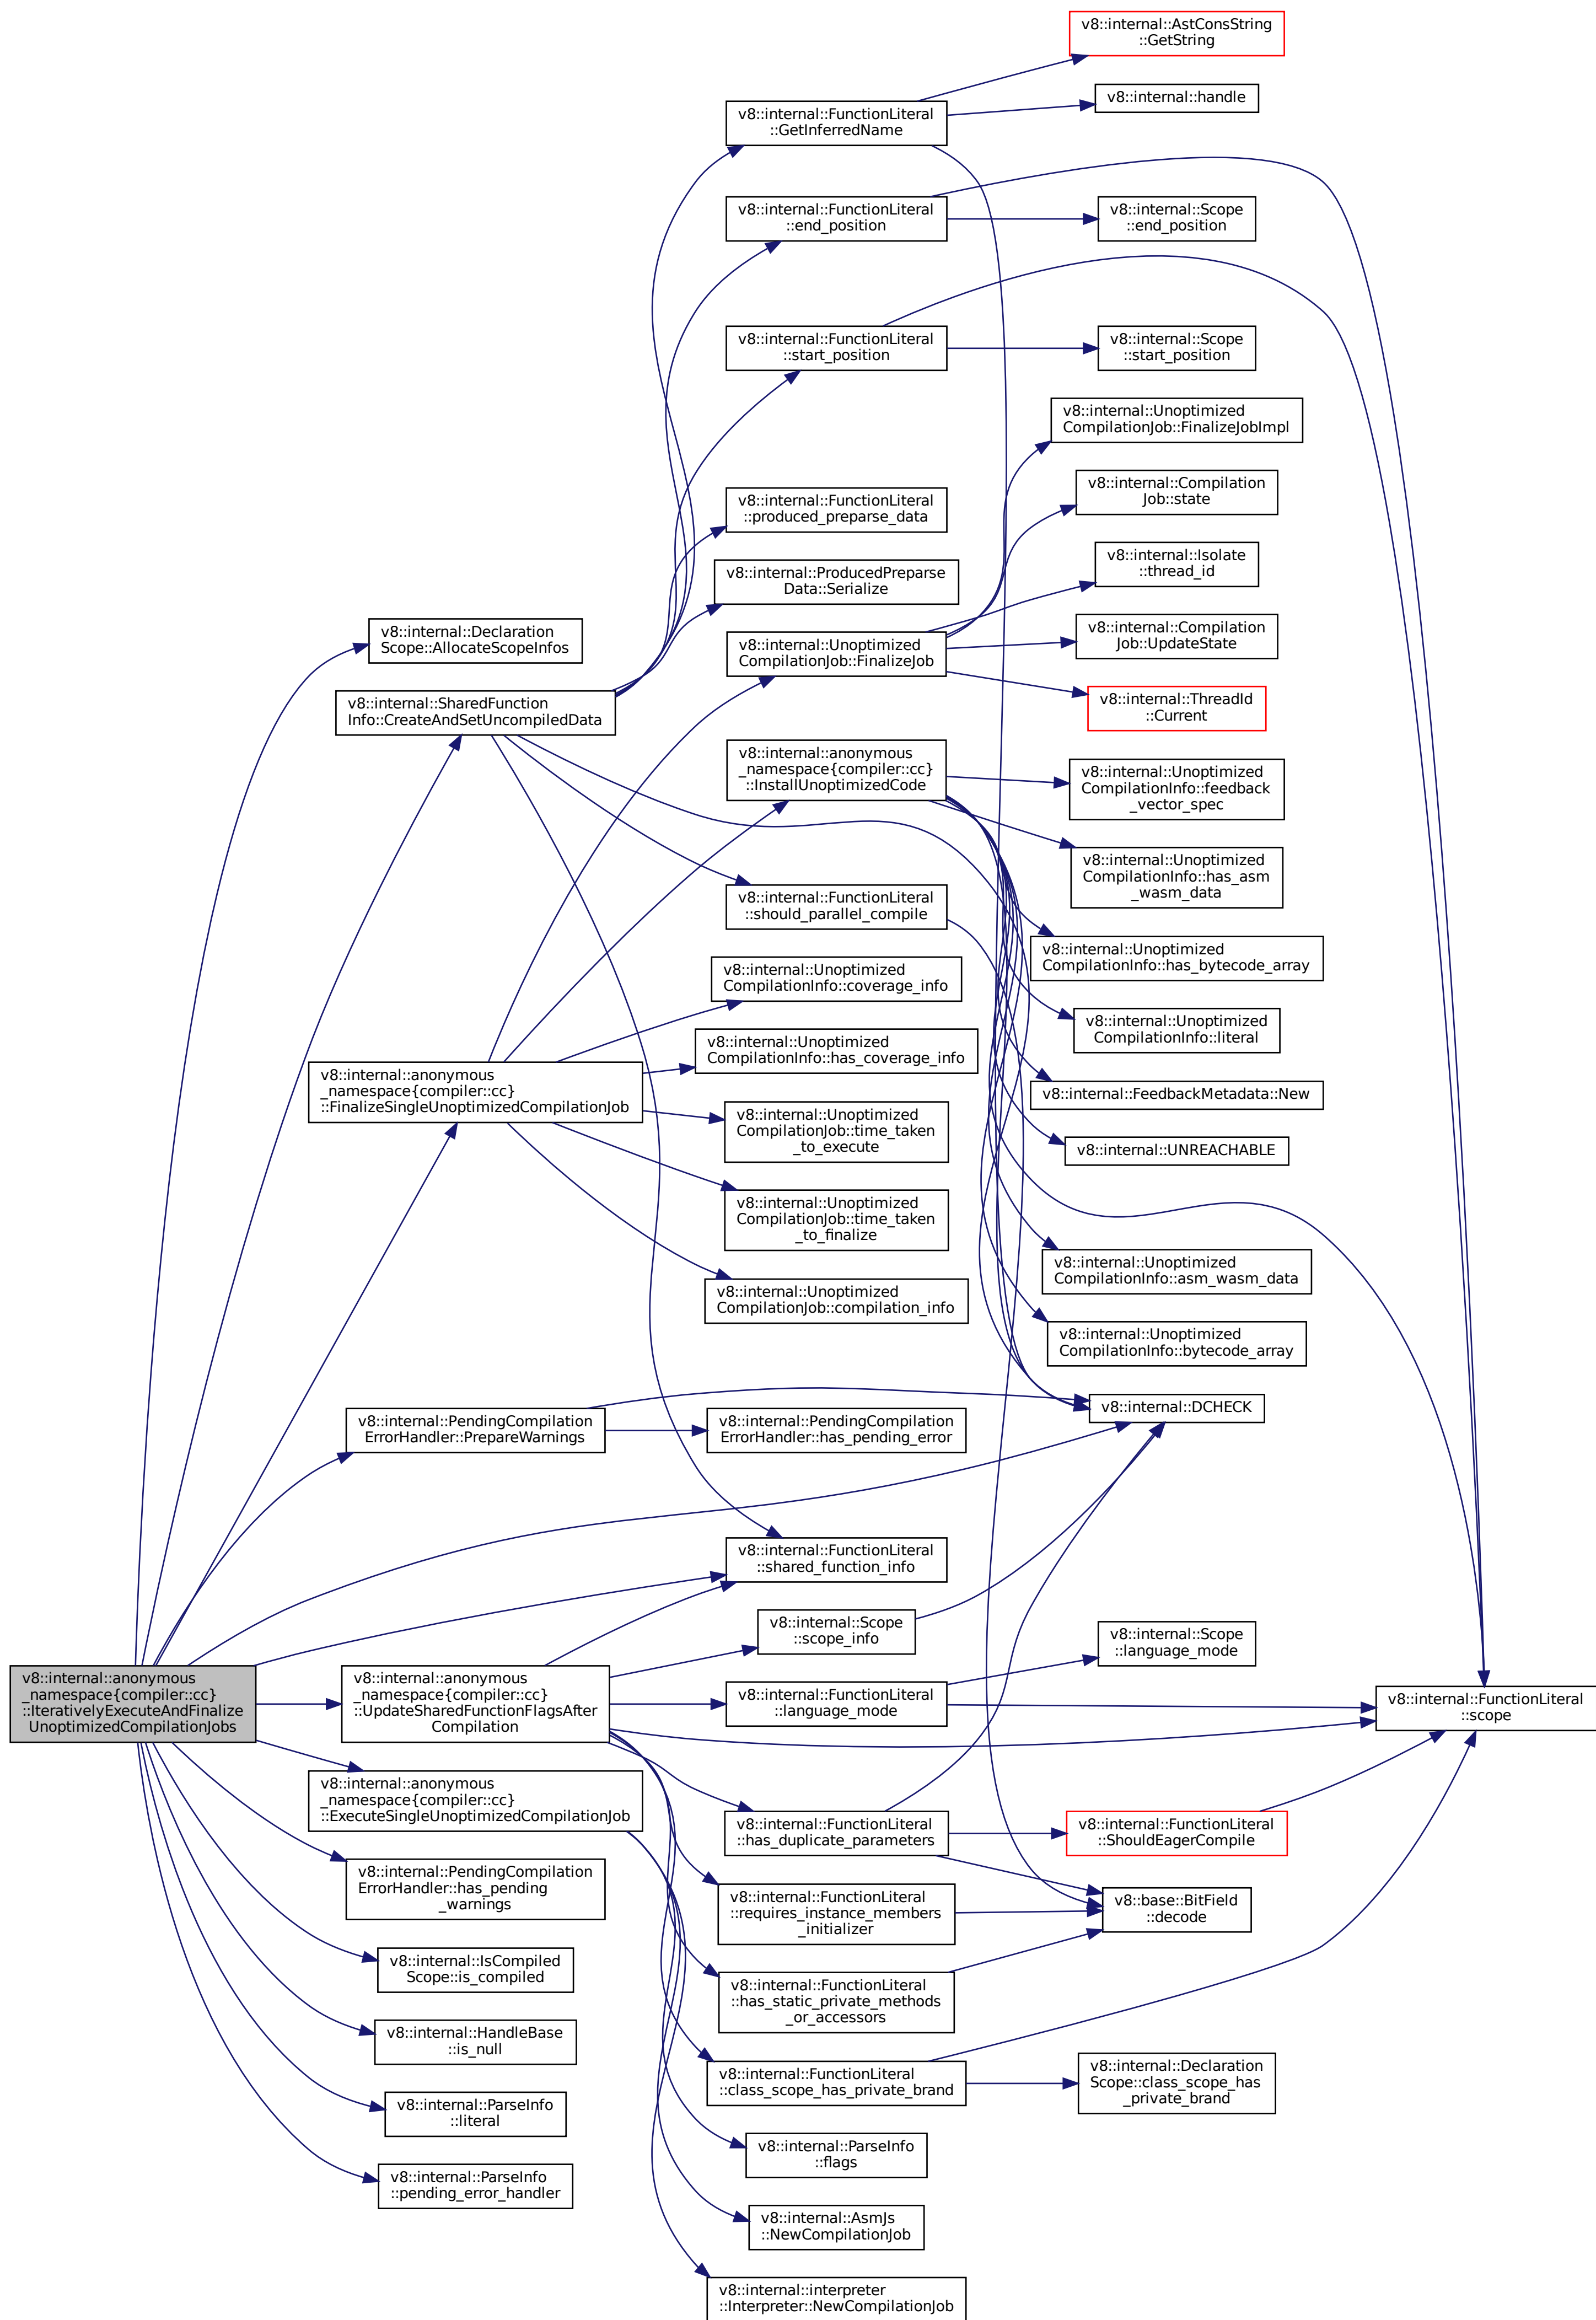 v8::internal::AstConsString
::GetString
v8::internal::handle
v8::internal::FunctionLiteral
::GetInferredName
v8::internal::FunctionLiteral
::end_position
v8::internal::Scope
::end_position
v8::internal::FunctionLiteral
::start_position
v8::internal::Scope
::start_position
v8::internal::Unoptimized
CompilationJob::FinalizeJobImpl
v8::internal::Compilation
Job::state
v8::internal::FunctionLiteral
::produced_preparse_data
v8::internal::Isolate
::thread_id
v8::internal::ProducedPreparse
Data::Serialize
v8::internal::Declaration
Scope::AllocateScopeInfos
v8::internal::Unoptimized
CompilationJob::FinalizeJob
v8::internal::Compilation
Job::UpdateState
v8::internal::SharedFunction
Info::CreateAndSetUncompiledData
v8::internal::ThreadId
::Current
v8::internal::anonymous
_namespace{compiler::cc}
::InstallUnoptimizedCode
v8::internal::Unoptimized
CompilationInfo::feedback
_vector_spec
v8::internal::Unoptimized
CompilationInfo::has_asm
_wasm_data
v8::internal::FunctionLiteral
::should_parallel_compile
v8::internal::Unoptimized
CompilationInfo::has_bytecode_array
v8::internal::Unoptimized
CompilationInfo::coverage_info
v8::internal::Unoptimized
CompilationInfo::literal
v8::internal::Unoptimized
CompilationInfo::has_coverage_info
v8::internal::anonymous
_namespace{compiler::cc}
::FinalizeSingleUnoptimizedCompilationJob
v8::internal::FeedbackMetadata::New
v8::internal::Unoptimized
CompilationJob::time_taken
_to_execute
v8::internal::UNREACHABLE
v8::internal::Unoptimized
CompilationJob::time_taken
_to_finalize
v8::internal::Unoptimized
CompilationInfo::asm_wasm_data
v8::internal::Unoptimized
CompilationJob::compilation_info
v8::internal::Unoptimized
CompilationInfo::bytecode_array
v8::internal::DCHECK
v8::internal::PendingCompilation
ErrorHandler::PrepareWarnings
v8::internal::PendingCompilation
ErrorHandler::has_pending_error
v8::internal::FunctionLiteral
::shared_function_info
v8::internal::Scope
::scope_info
v8::internal::Scope
::language_mode
v8::internal::anonymous
_namespace{compiler::cc}
::IterativelyExecuteAndFinalize
UnoptimizedCompilationJobs
v8::internal::anonymous
_namespace{compiler::cc}
::UpdateSharedFunctionFlagsAfter
Compilation
v8::internal::FunctionLiteral
::language_mode
v8::internal::FunctionLiteral
::scope
v8::internal::anonymous
_namespace{compiler::cc}
::ExecuteSingleUnoptimizedCompilationJob
v8::internal::FunctionLiteral
::has_duplicate_parameters
v8::internal::FunctionLiteral
::ShouldEagerCompile
v8::internal::PendingCompilation
ErrorHandler::has_pending
_warnings
v8::internal::FunctionLiteral
::requires_instance_members
_initializer
v8::base::BitField
::decode
v8::internal::IsCompiled
Scope::is_compiled
v8::internal::FunctionLiteral
::has_static_private_methods
_or_accessors
v8::internal::HandleBase
::is_null
v8::internal::FunctionLiteral
::class_scope_has_private_brand
v8::internal::Declaration
Scope::class_scope_has
_private_brand
v8::internal::ParseInfo
::literal
v8::internal::ParseInfo
::flags
v8::internal::ParseInfo
::pending_error_handler
v8::internal::AsmJs
::NewCompilationJob
v8::internal::interpreter
::Interpreter::NewCompilationJob